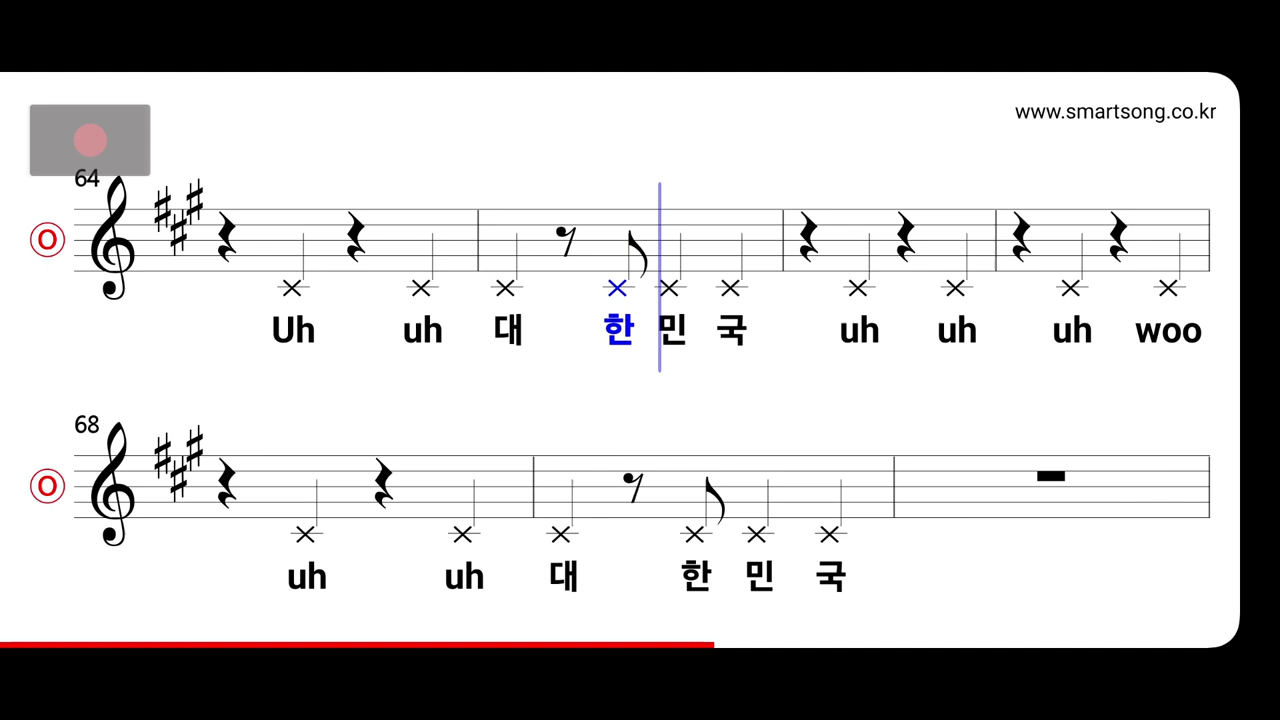 www.smartsong.co.kr
64
O
Uh uh 대 한 민 국 uh uh uh woo
68
O
uh uh 대 한 민 국